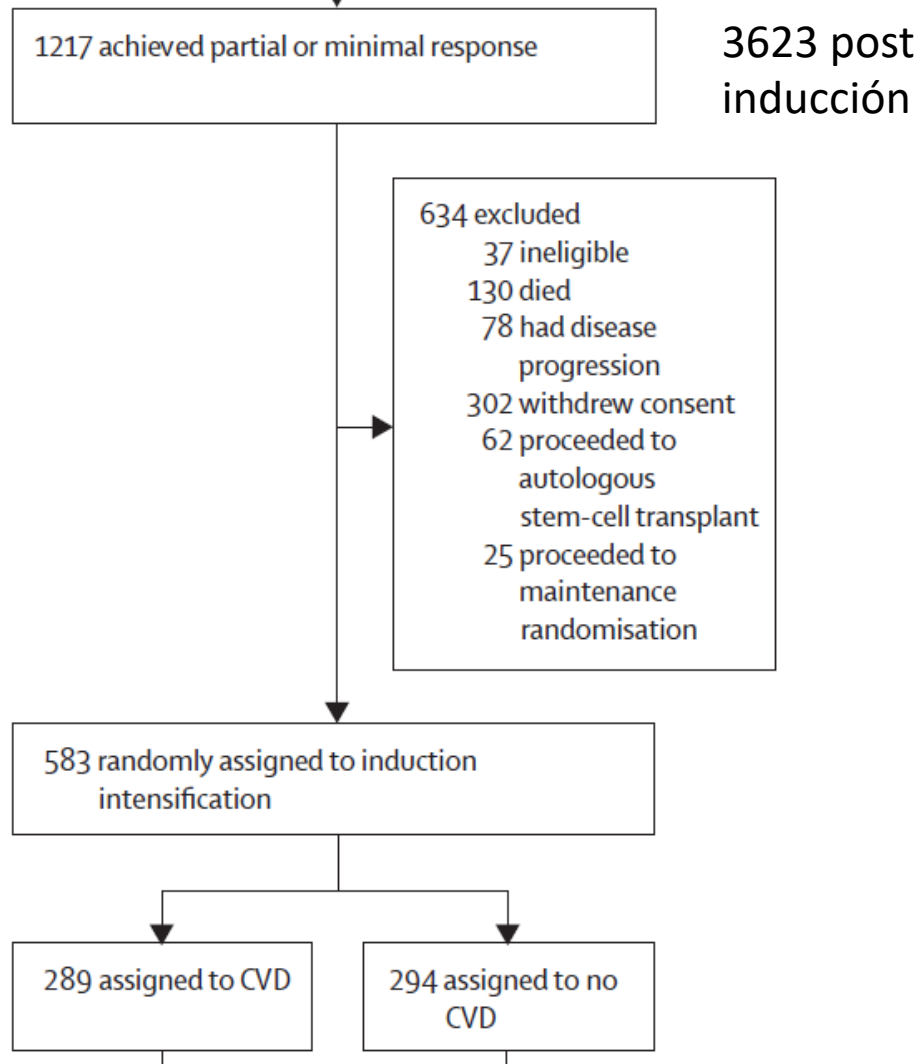 1217 achieved partial or minimal response
3623 post
inducción
634 excluded
37 ineligible
130 died
78 had disease
progression
302 withdrew consent
62 proceeded to
autologous
stem-cell transplant
25 proceeded to
maintenance
randomisation
583 randomly assigned to induction
intensification
289 assigned to CVD
294 assigned to no
CVD